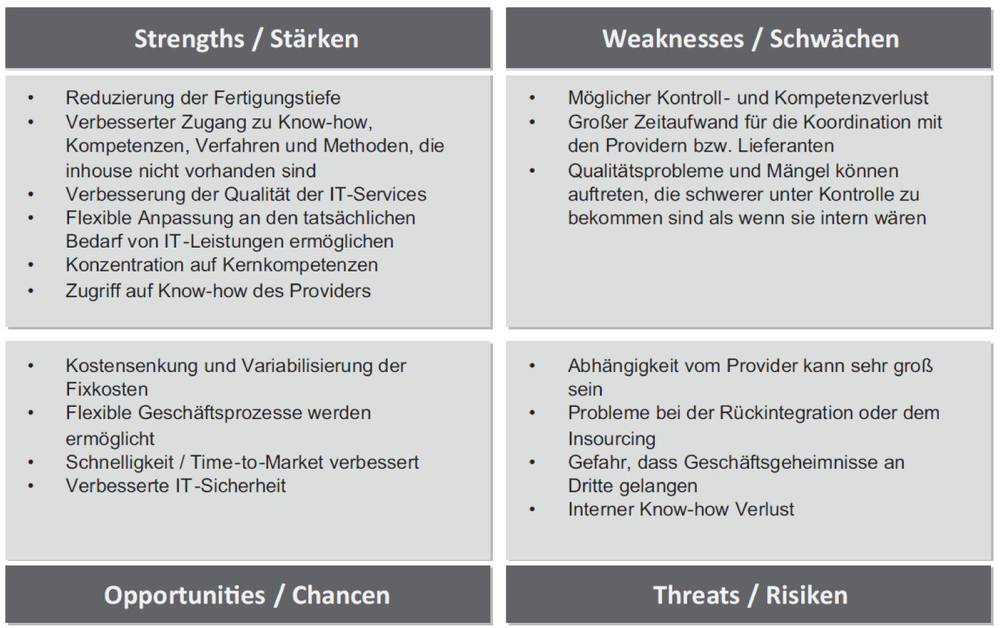 Strengths / Stärken
• Reduzierung der Fertigungstiefe
• Verbesserter Zugang zu Know-how,
Kompetenzen, Verfahren und Methoden, die
inhouse nicht vorhanden sind
• Verbesserung der Qualität der IT-Services
• Flexible Anpassung an den tatsächlichen
Bedarf von IT-Leistungen ermöglichen
• Konzentration auf Kernkompetenzen
• Zugriff auf Know-how des Providers
Weaknesses / Schwächen
• Möglicher Kontroll- und Kompetenzverlust
• Großer Zeitaufwand für die Koordination mit
den Providern bzw. Lieferanten
• Qualitätsprobleme und Mängel können
auftreten, die schwerer unter Kontrolle zu
bekommen sind als wenn sie intern wären
• Kostensenkung und Variabilisierung der
Fixkosten
• Flexible Geschäftsprozesse werden
ermöglicht
• Schnelligkeit / Time-to-Market verbessert
• Verbesserte IT-Sicherheit
Opportunities / Chancen
• Abhängigkeit vom Provider kann sehr groß
sein
• Probleme bei der Rückintegration oder dem
Insourcing
• Gefahr, dass Geschäftsgeheimnisse an
Dritte gelangen
• Interner Know-how Verlust
Threats / Risiken